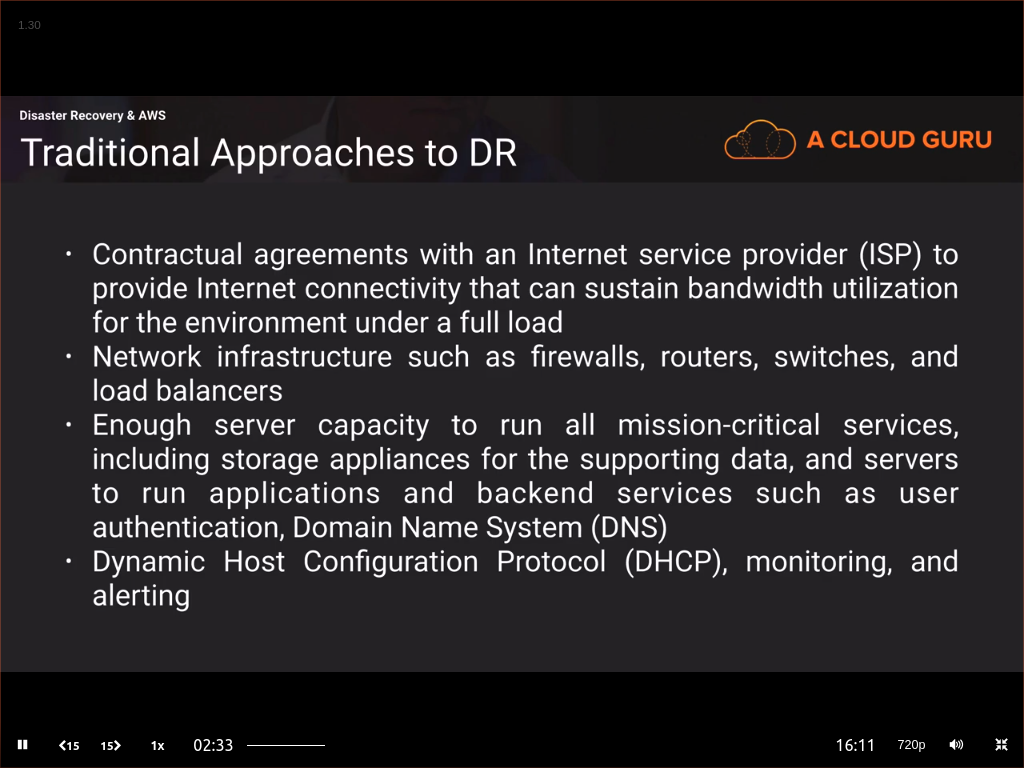 1.30
Disaster Recovery & AWS
Traditional Approaches to DR
A CLOUD GURU
• Contractual agreements with an Internet service provider (ISP) to
provide Internet connectivity that can sustain bandwidth utilization
for the environment under a full load
• Network infrastructure such as firewalls, routers, switches, and
load balancers
• Enough server capacity to run all mission-critical services,
including storage appliances for the supporting data, and servers
to run applications and backend services such as user
authentication, Domain Name System (DNS)
• Dynamic Host Configuration Protocol (DHCP), monitoring, and
alerting
15 15 1x 02:33 16:11 720p